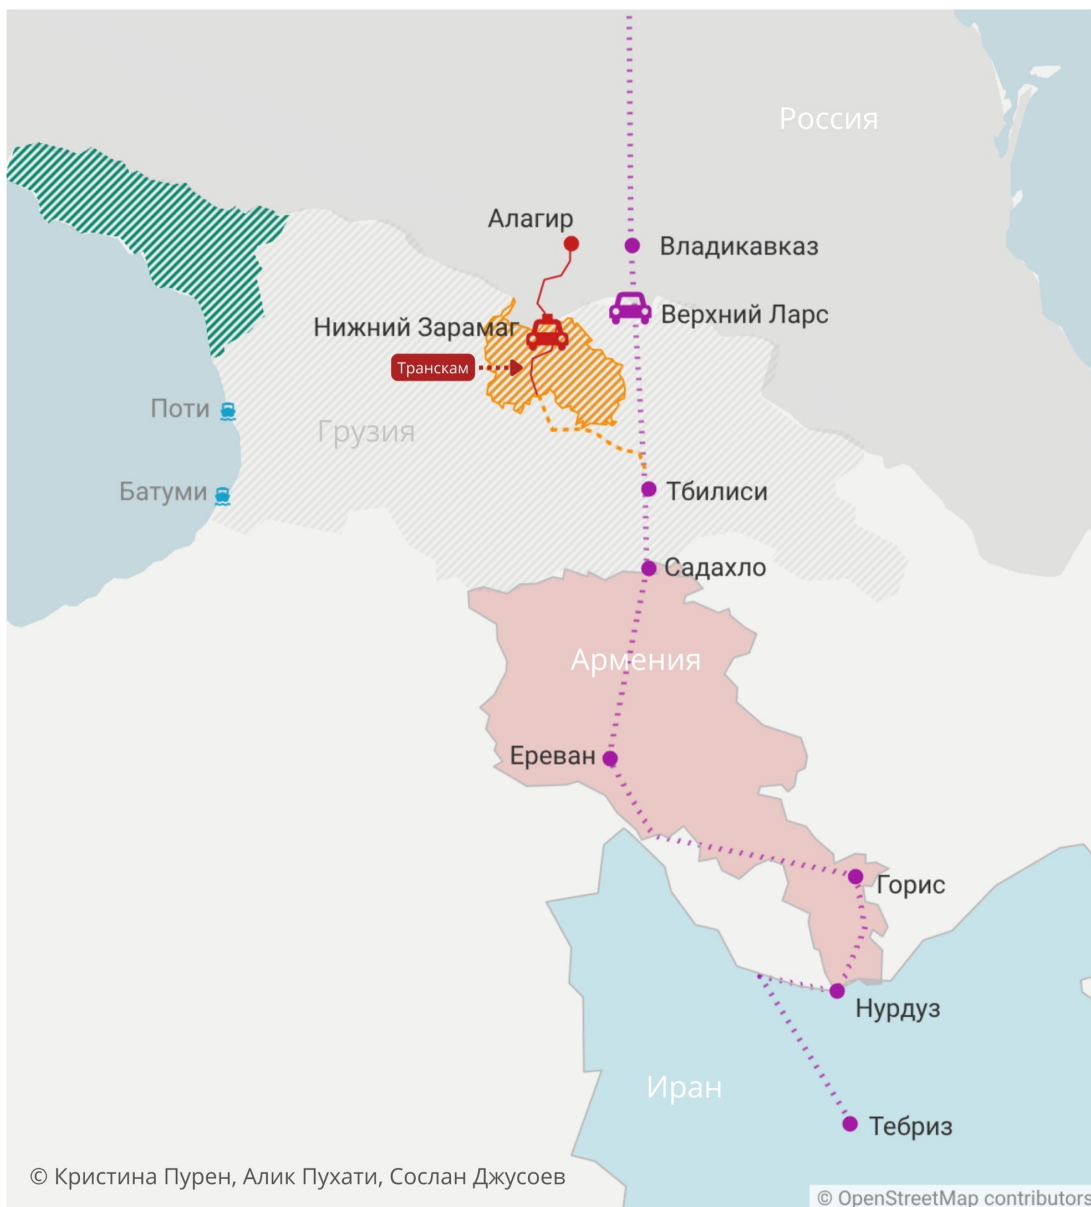 Россия
Алагир
Владикавказ
Нижний Зарамаг
Верхний Ларс
Транскам
Поти
Грузия
Батуми
Тбилиси
Садахло
Армения
Ереван
Горис
Нурдуз
Иран
Тебриз
© Кристина Пурен, Алик Пухати, Сослан Джусоев
© OpenStreetMap contributors